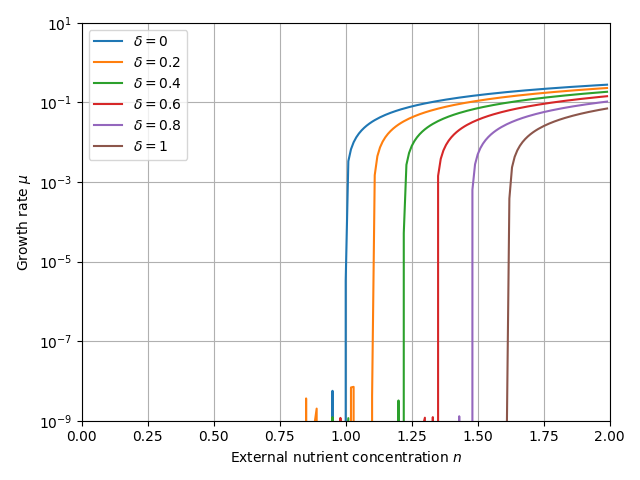 10¹
10⁻¹
10⁻³
10⁻⁵
10⁻⁷
10⁻⁹
Growth rate μ
δ = 0
δ = 0.2
δ = 0.4
δ = 0.6
δ = 0.8
δ = 1
0.00 0.25 0.50 0.75 1.00 1.25 1.50 1.75 2.00
External nutrient concentration n